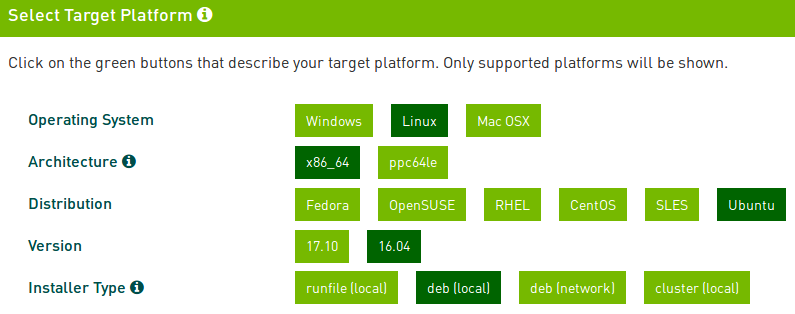 Select Target Platform
Click on the green buttons that describe your target platform. Only supported platforms will be shown.
Operating System Windows Linux Mac OSX
Architecture x86_64 ppc64le
Distribution Fedora OpenSUSE RHEL CentOS SLES Ubuntu
Version 17.10 16.04
Installer Type runfile (local) deb (local) deb (network) cluster (local)